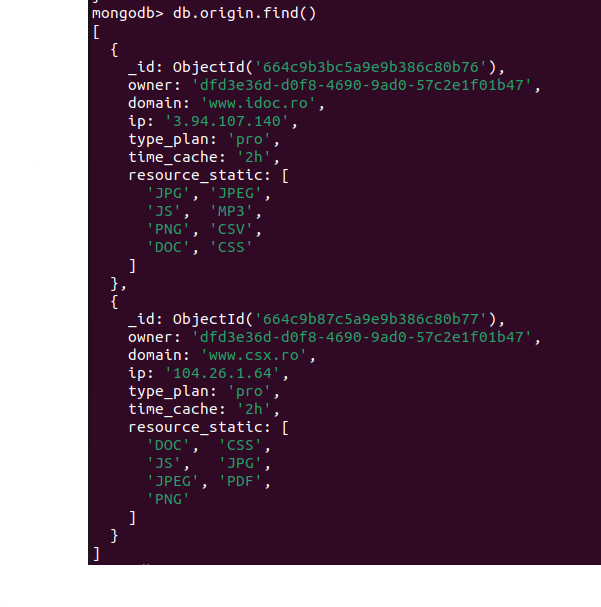 mongodb> db.origin.find()
[
  {
    _id: ObjectId('664c9b3bc5a9e9b386c80b76'),
    owner: 'dfd3e36d-d0f8-4690-9ad0-57c2e1f01b47',
    domain: 'www.idoc.ro',
    ip: '3.94.107.140',
    type_plan: 'pro',
    time_cache: '2h',
    resource_static: [
      'JPG', 'JPEG',
      'JS',  'MP3',
      'PNG', 'CSV',
      'DOC', 'CSS'
    ]
  },
  {
    _id: ObjectId('664c9b87c5a9e9b386c80b77'),
    owner: 'dfd3e36d-d0f8-4690-9ad0-57c2e1f01b47',
    domain: 'www.csx.ro',
    ip: '104.26.1.64',
    type_plan: 'pro',
    time_cache: '2h',
    resource_static: [
      'DOC',  'CSS',
      'JS',   'JPG',
      'JPEG', 'PDF',
      'PNG'
    ]
  }
]